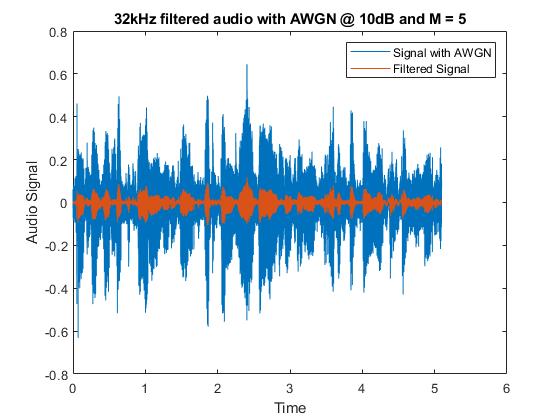 32kHz filtered audio with AWGN @ 10dB and M = 5
Signal with AWGN
Filtered Signal
0.8
0.6
0.4
0.2
0
-0.2
-0.4
-0.6
-0.8
Audio Signal
0 1 2 3 4 5 6
Time